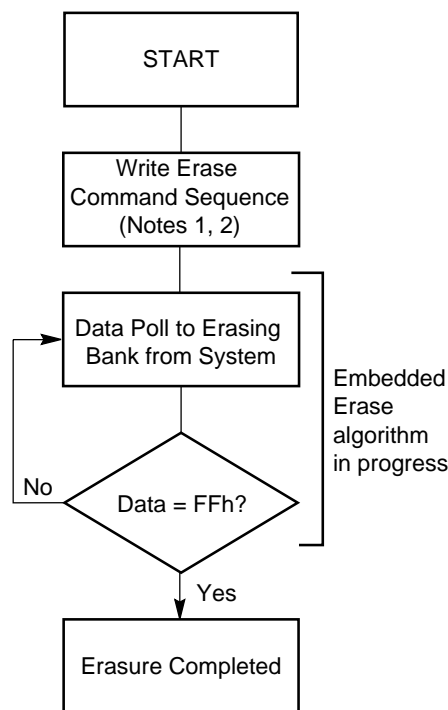 START
Write Erase
Command Sequence
(Notes 1, 2)
Data Poll to Erasing
Bank from System
Embedded
Erase
algorithm
in progress
No
Data = FFh?
Yes
Erasure Completed